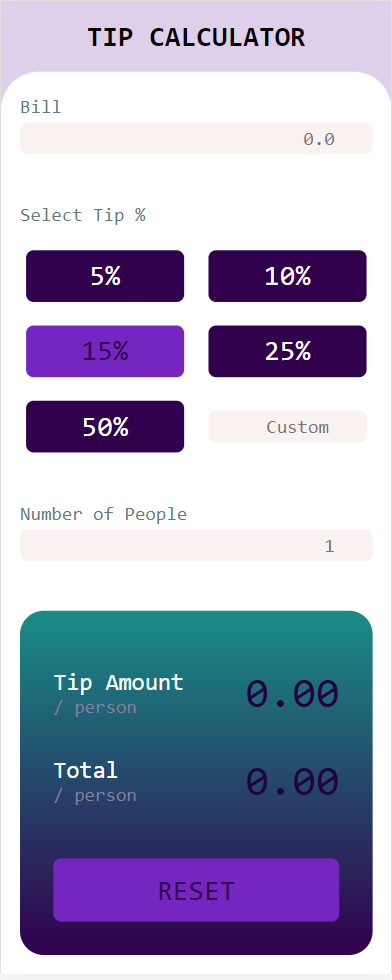 TIP CALCULATOR
Bill
0.0
Select Tip %
5%
10%
15%
25%
50%
Custom
Number of People
1
Tip Amount
/ person
0.00
Total
/ person
0.00
RESET